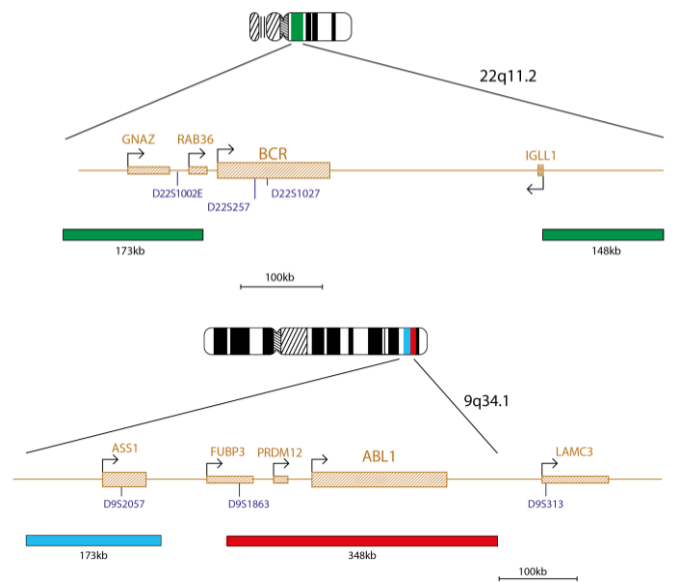 22q11.2
GNAZ RAB36 BCR IGLL1
D22S1002E D22S1027
D22S257
173kb 148kb
100kb
9q34.1
ASS1 FUBP3 PRDM12 ABL1 LAMC3
D9S2057 D9S1863 D9S313
173kb 348kb
100kb